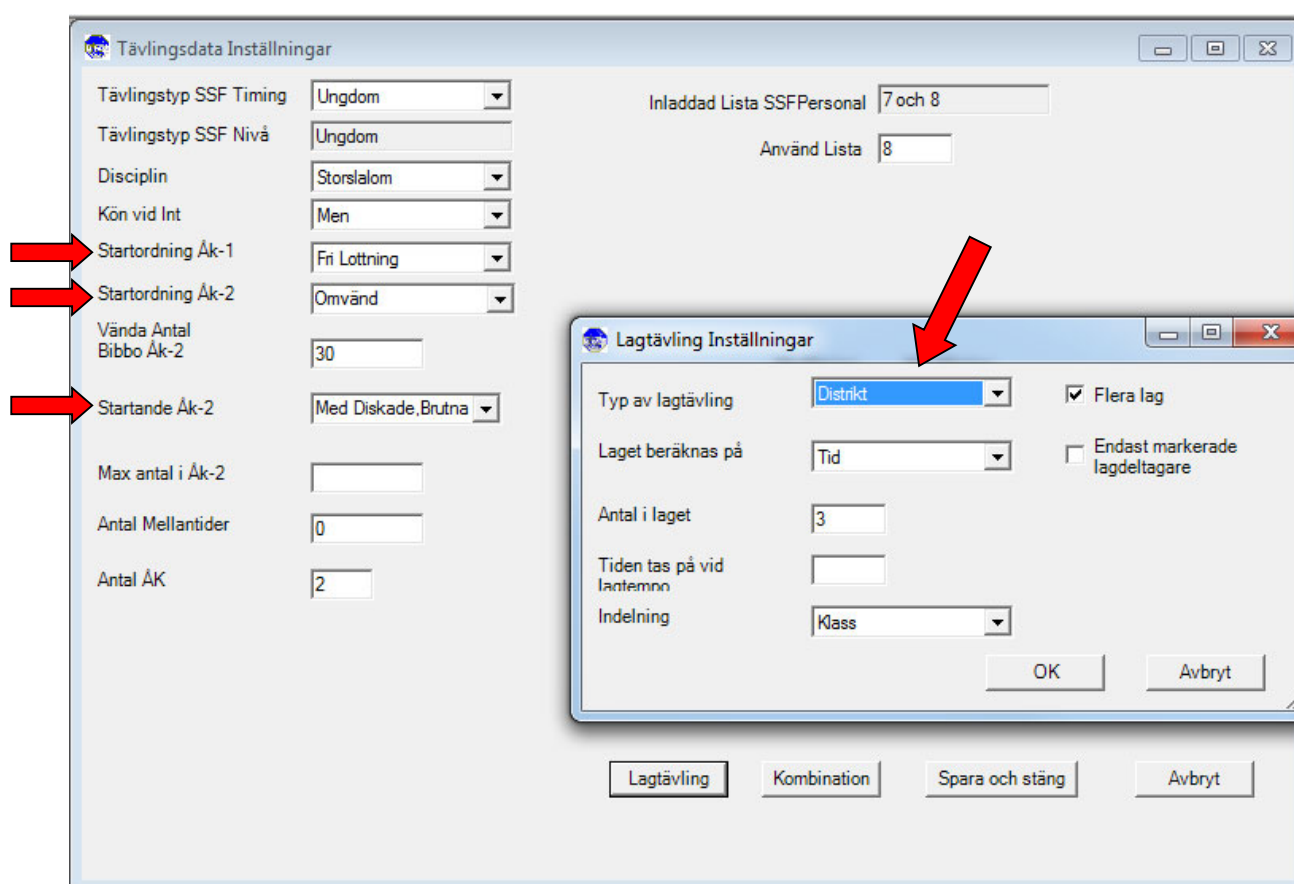 Tävlingsdata Inställningar
Tävlingstyp SSF Timing Ungdom
Tävlingstyp SSF Nivå Ungdom
Disciplin Storslalom
Kön vid Int Men
Startordning Åk-1 Fri Lottning
Startordning Åk-2 Omvänd
Vända Antal
Bibbo Åk-2 30
Startande Åk-2 Med Diskade,Brutna
Max antal i Åk-2
Antal Mellantider 0
Antal ÅK 2
Inladdad Lista SSFPersonal 7 och 8
Använd Lista 8
Lagtävling Inställningar
Typ av lagtävling Distrikt Flera lag
Laget beräknas på Tid Endast markerade
lagdeltagare
Antal i laget 3
Tiden tas på vid
lagtempo
Indelning Klass
OK Avbryt
Lagtävling Kombination Spara och stäng Avbryt